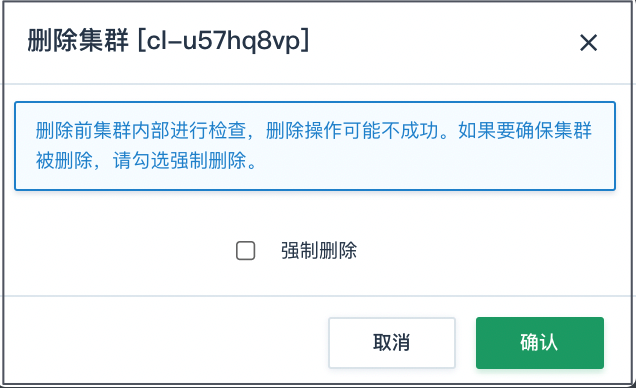 删除集群 [cl-u57hq8vp]
删除前集群内部进行检查，删除操作可能不成功。如果要确保集群
被删除，请勾选强制删除。
强制删除
取消
确认